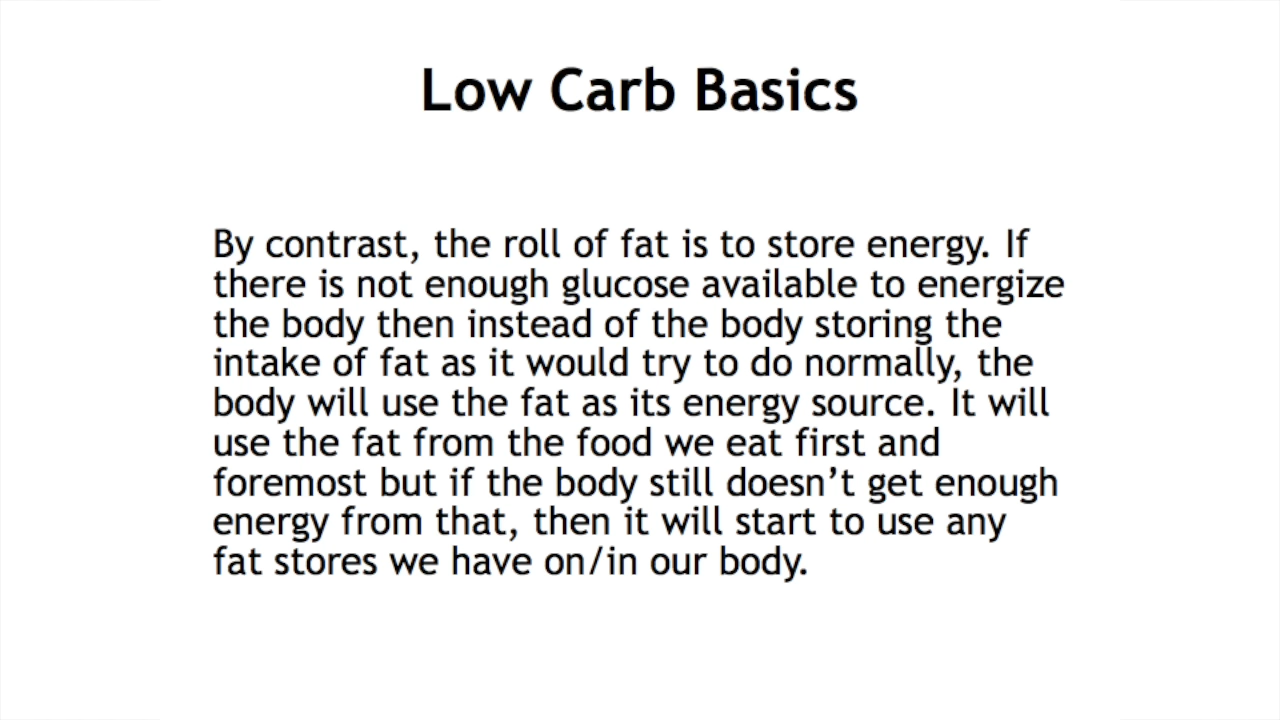 Low Carb Basics
By contrast, the roll of fat is to store energy. If
there is not enough glucose available to energize
the body then instead of the body storing the
intake of fat as it would try to do normally, the
body will use the fat as its energy source. It will
use the fat from the food we eat first and
foremost but if the body still doesn’t get enough
energy from that, then it will start to use any
fat stores we have on/in our body.